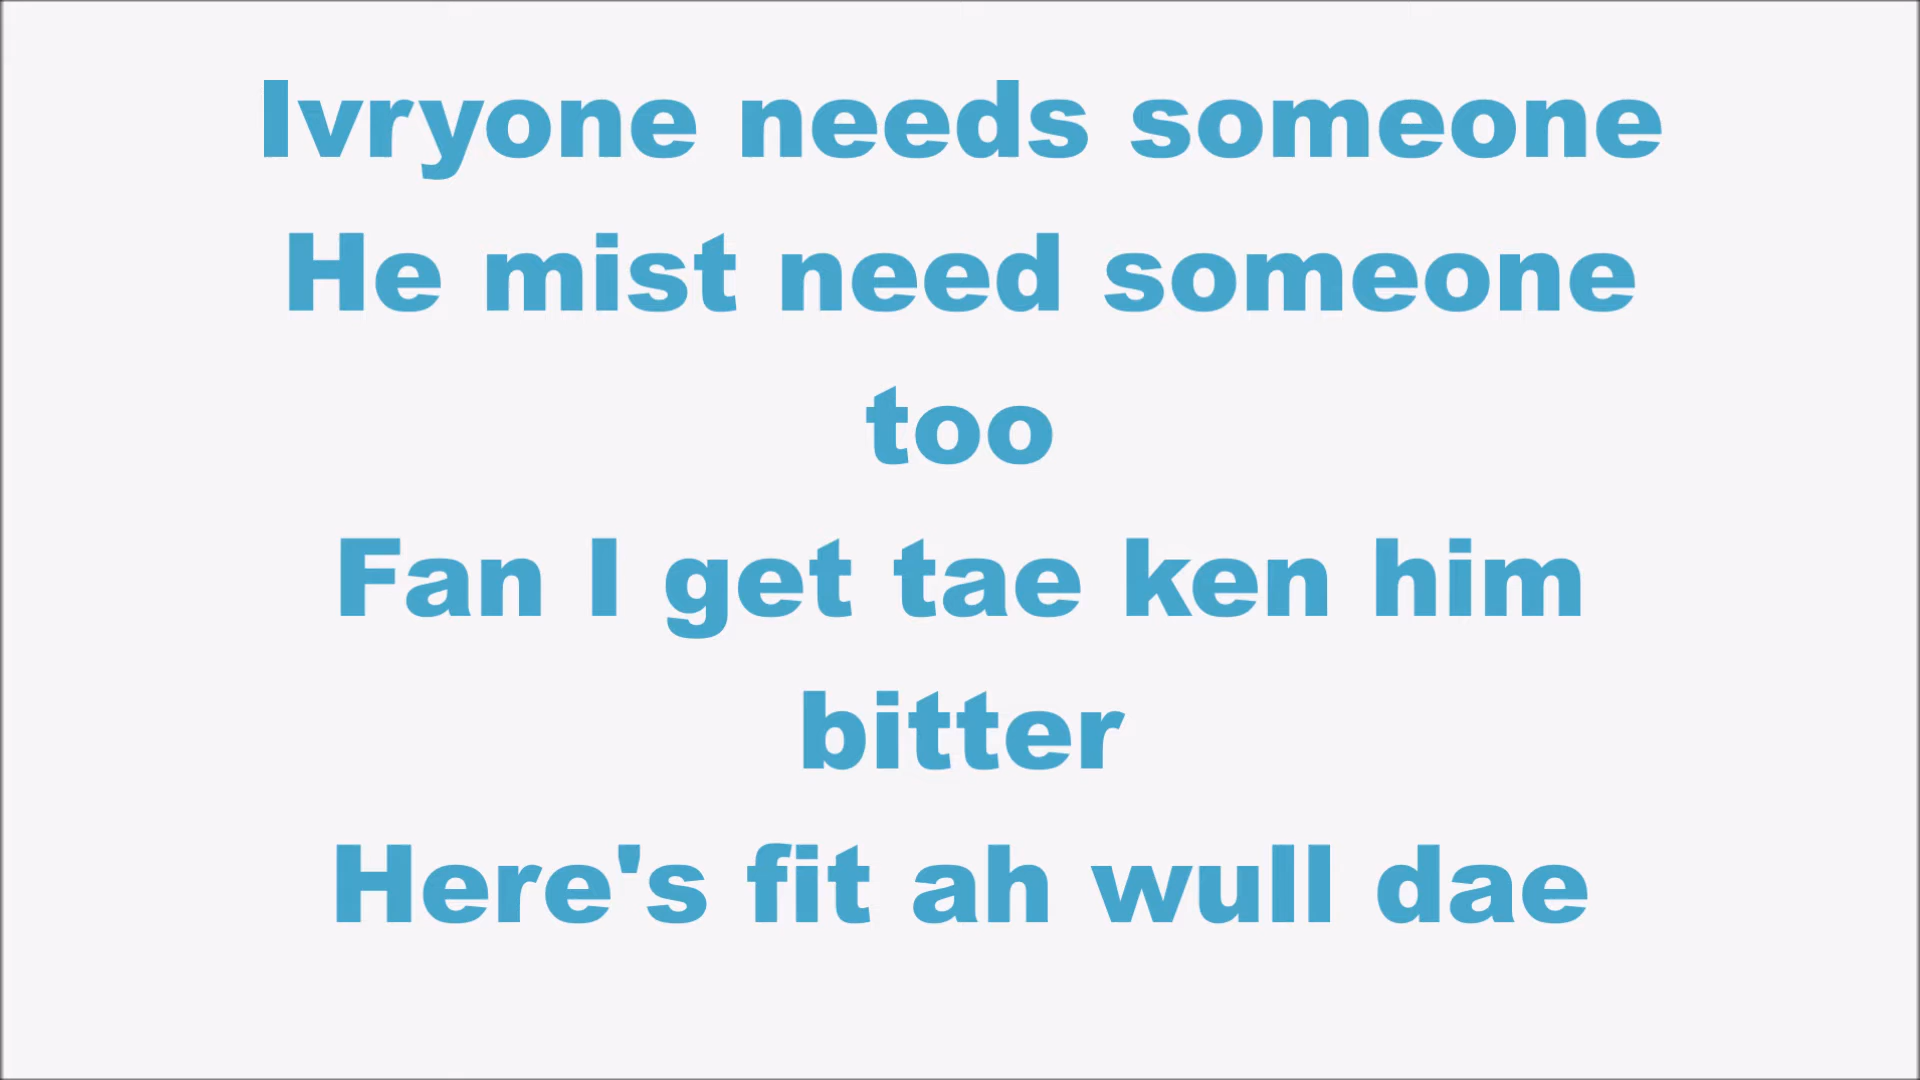 Ivryone needs someone
He mist need someone
too
Fan I get tae ken him
bitter
Here's fit ah wull dae